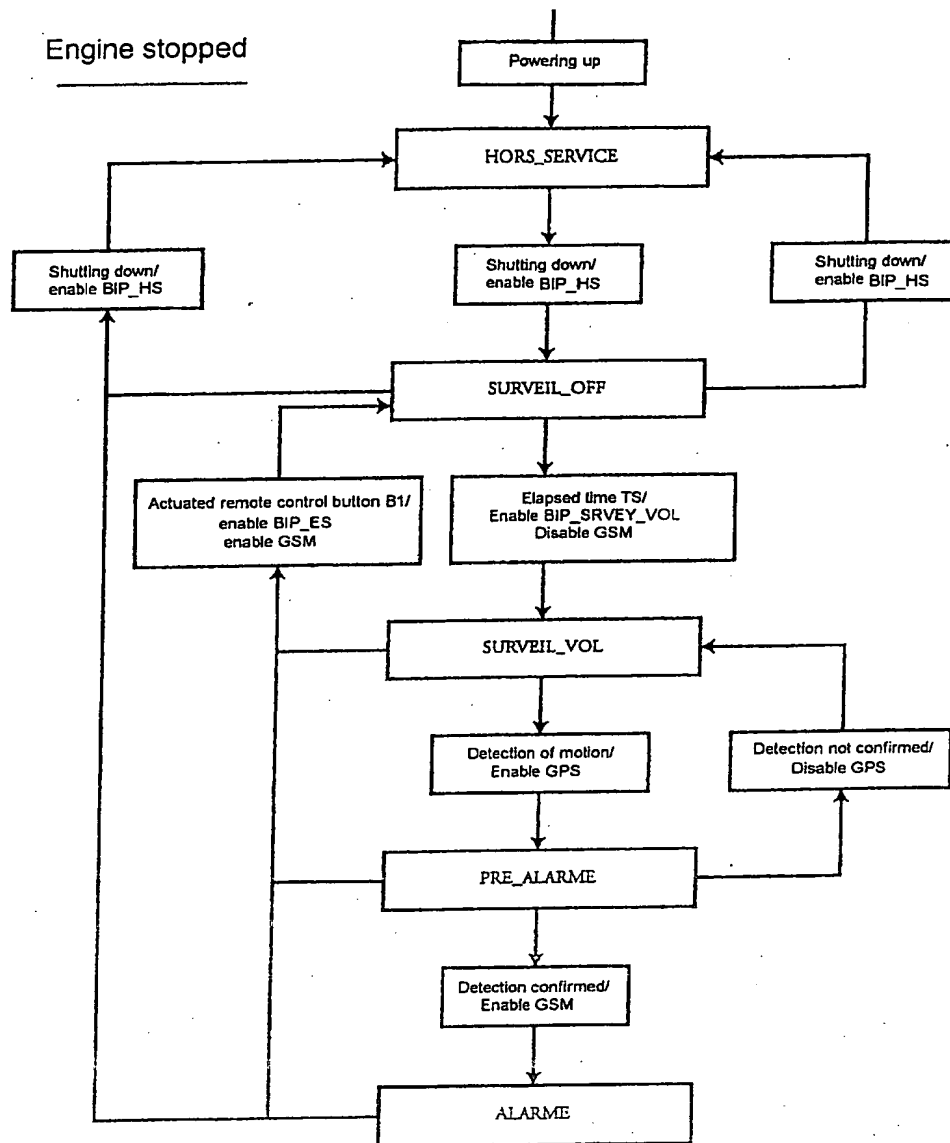 Engine stopped
Powering up
HORS_SERVICE
Shutting down/
enable BIP_HS
Shutting down/
enable BIP_HS
Shutting down/
enable BIP_HS
SURVEIL_OFF
Actuated remote control button B1/
enable BIP_ES
enable GSM
Elapsed time TS/
Enable BIP_SRVEY_VOL
Disable GSM
SURVEIL_VOL
Detection of motion/
Enable GPS
Detection not confirmed/
Disable GPS
PRE_ALARME
Detection confirmed/
Enable GSM
ALARME